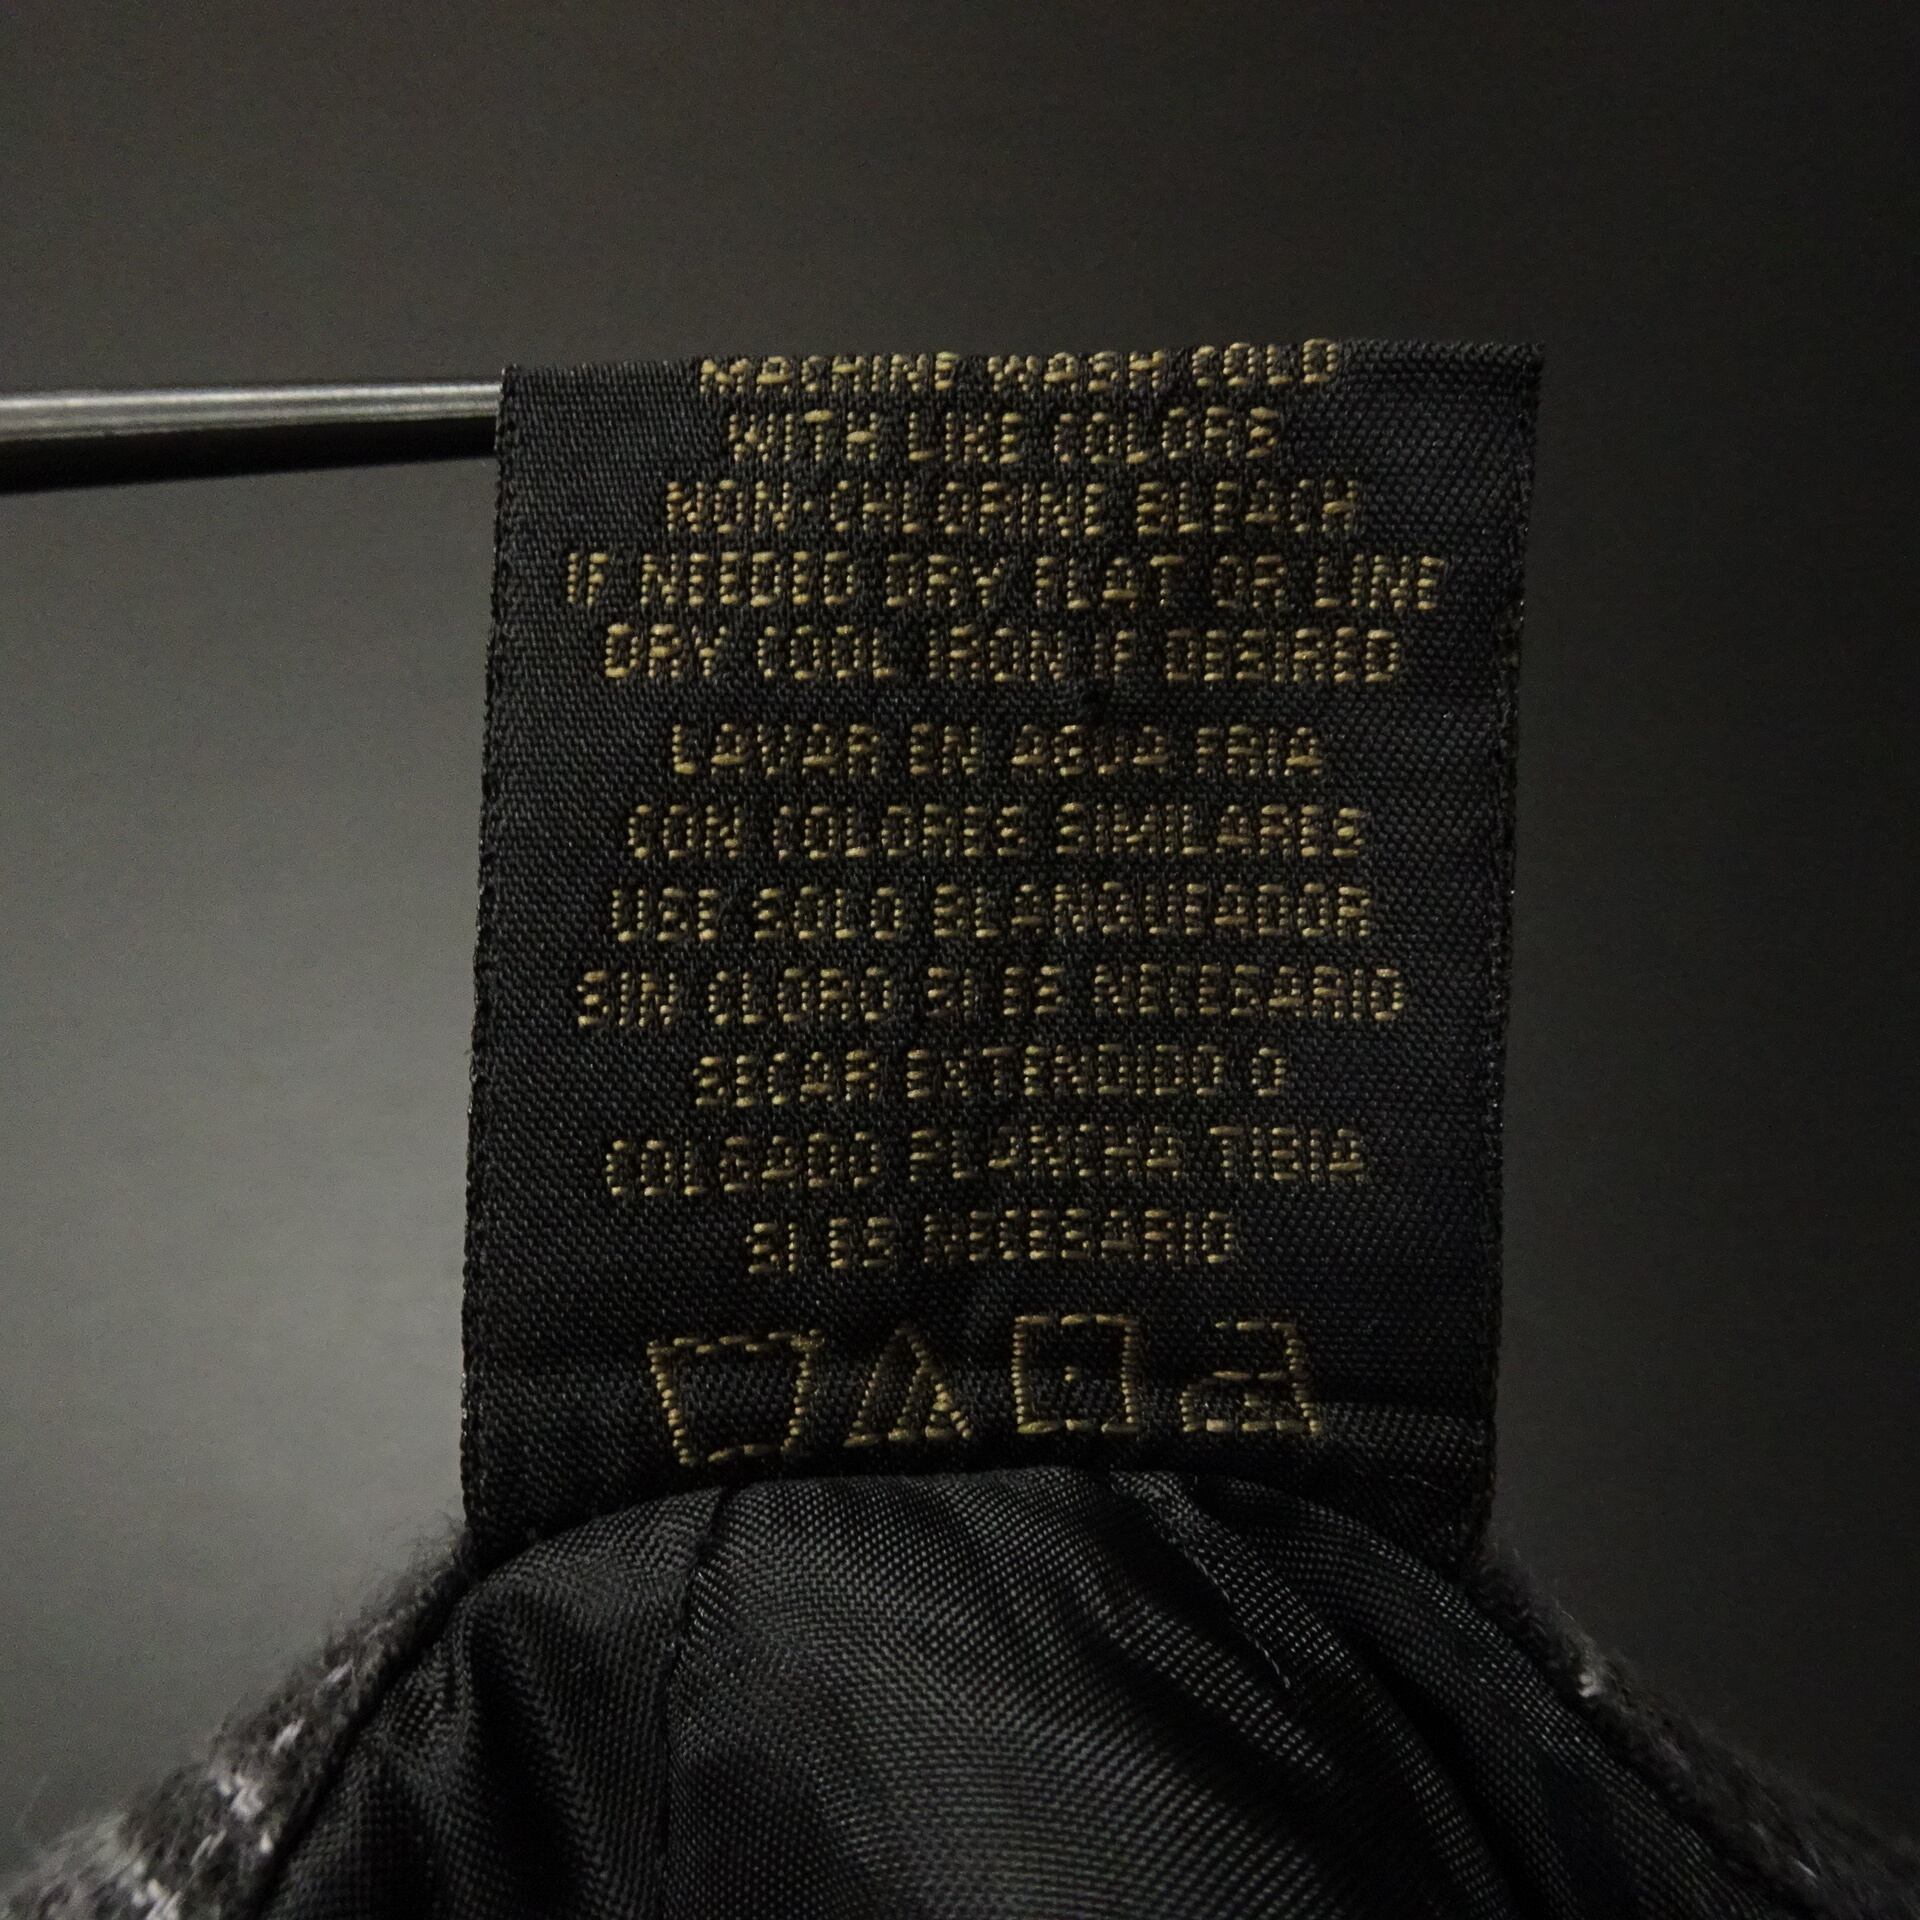 MACHINE WASH COLD
WITH LIKE COLORS
NON-CHLORINE BLEACH
IF NEEDED DRY FLAT OR LINE
DRY COOL IRON IF DESIRED
LAVAR EN AGUA FRIA
CON COLORES SIMILARES
USE SOLO BLANQUEADOR
SIN CLORO SI ES NECESARIO
SECAR EXTENDIDO O
COLGADO PLANCHA TIBIA
SI ES NECESARIO